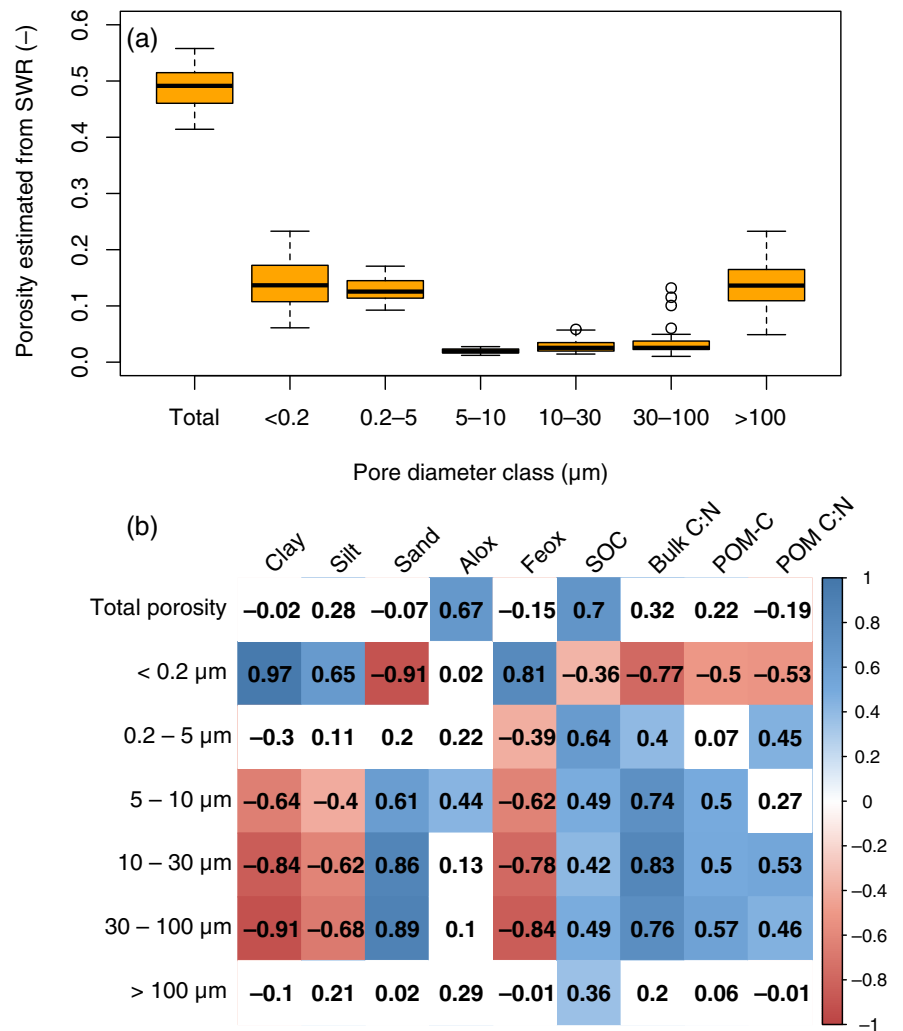 (a)
Porosity estimated from SWR (−)
0.6
0.5
0.4
0.3
0.2
0.1
0.0
Total <0.2 0.2–5 5–10 10–30 30–100 >100
Pore diameter class (µm)
(b)
Clay Silt Sand Alox Feox SOC Bulk C:N POM-C POM C:N
Total porosity −0.02 0.28 −0.07 0.67 −0.15 0.7 0.32 0.22 −0.19
< 0.2 µm 0.97 0.65 −0.91 0.02 0.81 −0.36 −0.77 −0.5 −0.53
0.2 – 5 µm −0.3 0.11 0.2 0.22 −0.39 0.64 0.4 0.07 0.45
5 – 10 µm −0.64 −0.4 0.61 0.44 −0.62 0.49 0.74 0.5 0.27
10 – 30 µm −0.84 −0.62 0.86 0.13 −0.78 0.42 0.83 0.5 0.53
30 – 100 µm −0.91 −0.68 0.89 0.1 −0.84 0.49 0.76 0.57 0.46
> 100 µm −0.1 0.21 0.02 0.29 −0.01 0.36 0.2 0.06 −0.01
1
0.8
0.6
0.4
0.2
0
−0.2
−0.4
−0.6
−0.8
−1